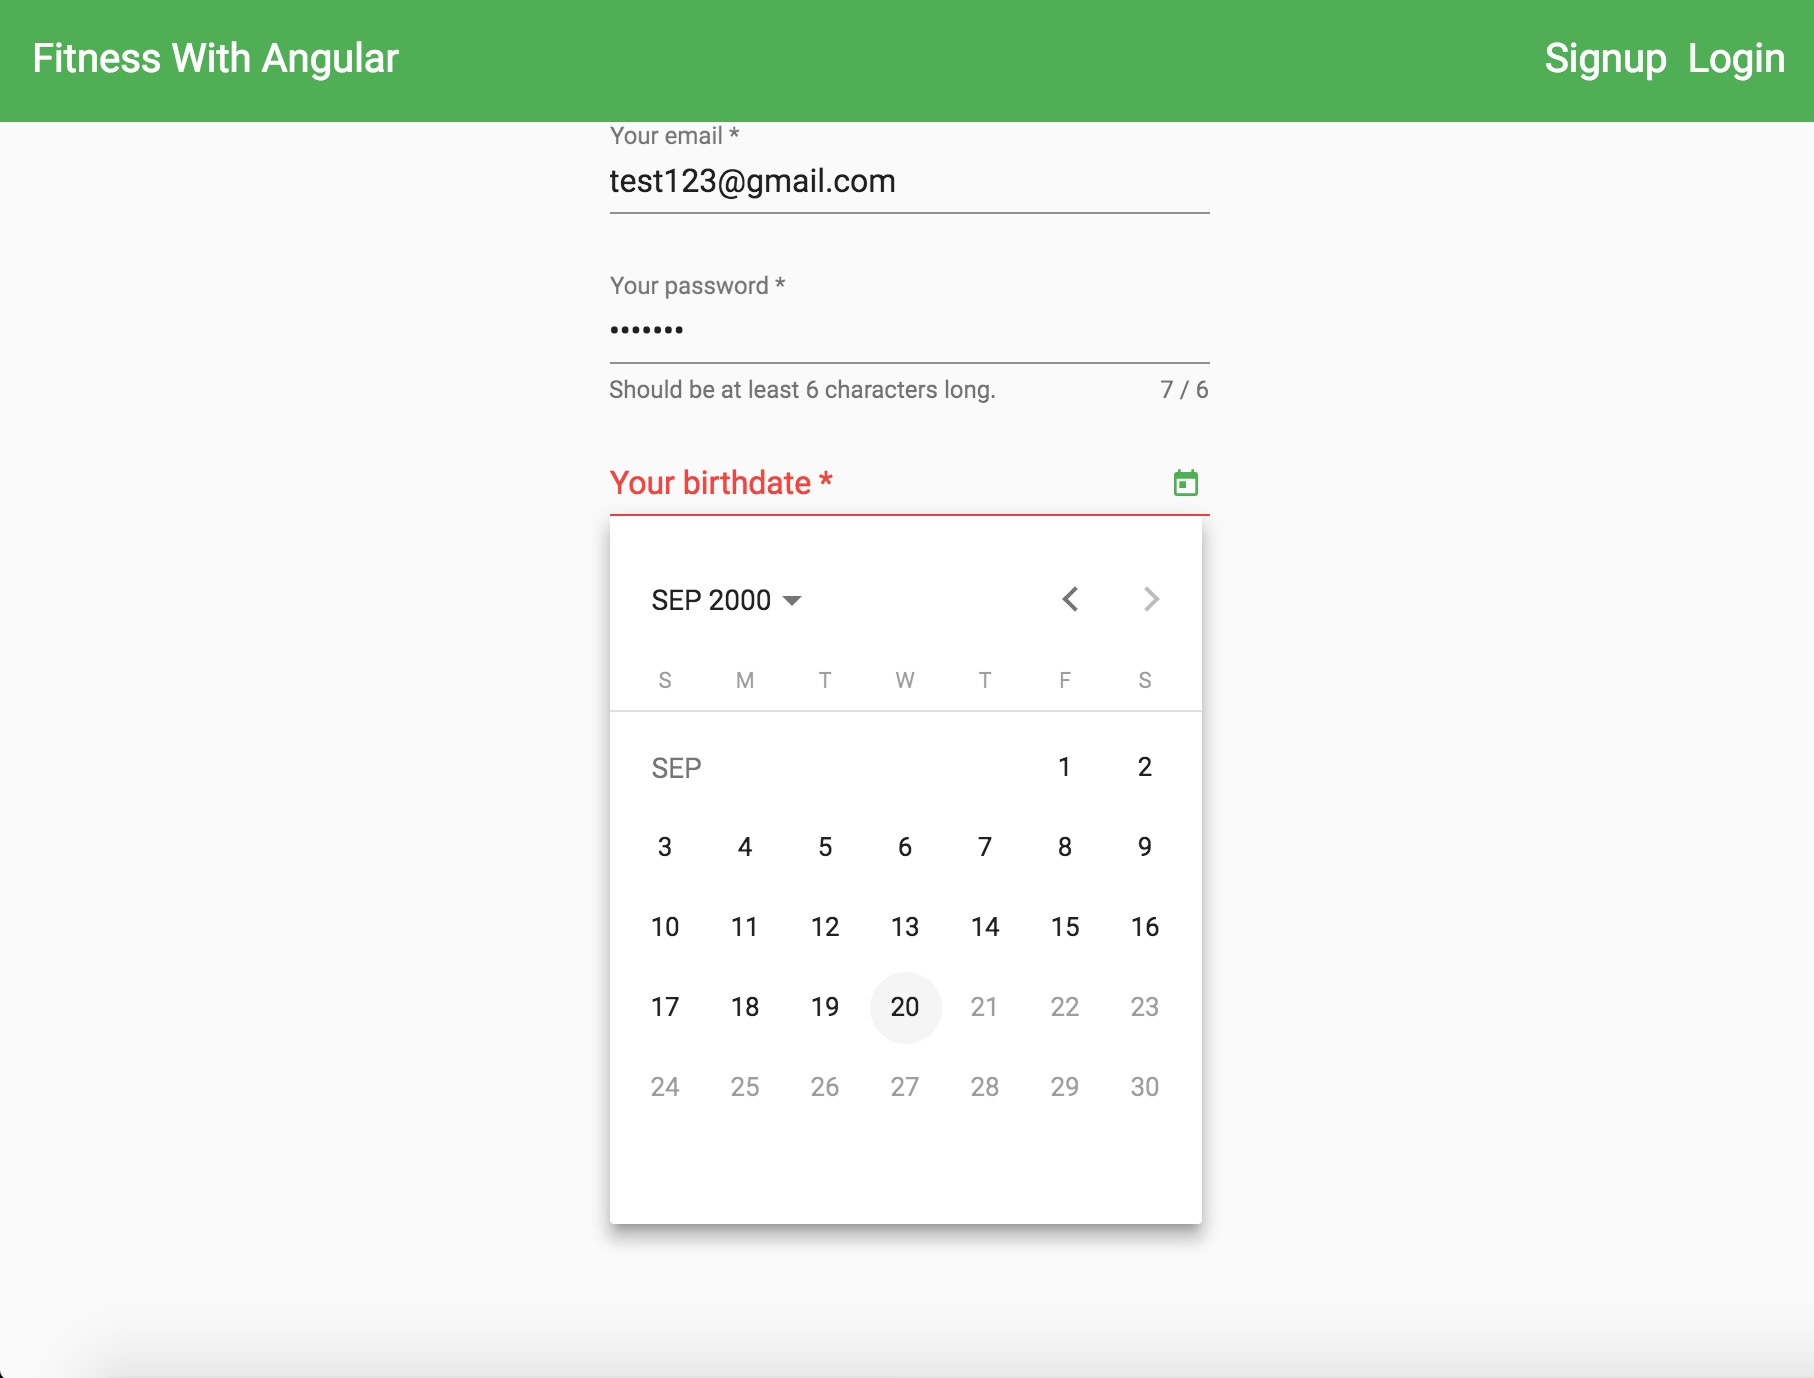 Fitness With Angular Signup Login
Your email *
test123@gmail.com
Your password *
•••••••
Should be at least 6 characters long. 7 / 6
Your birthdate *
SEP 2000
S M T W T F S
SEP 1 2
3 4 5 6 7 8 9
10 11 12 13 14 15 16
17 18 19 20 21 22 23
24 25 26 27 28 29 30